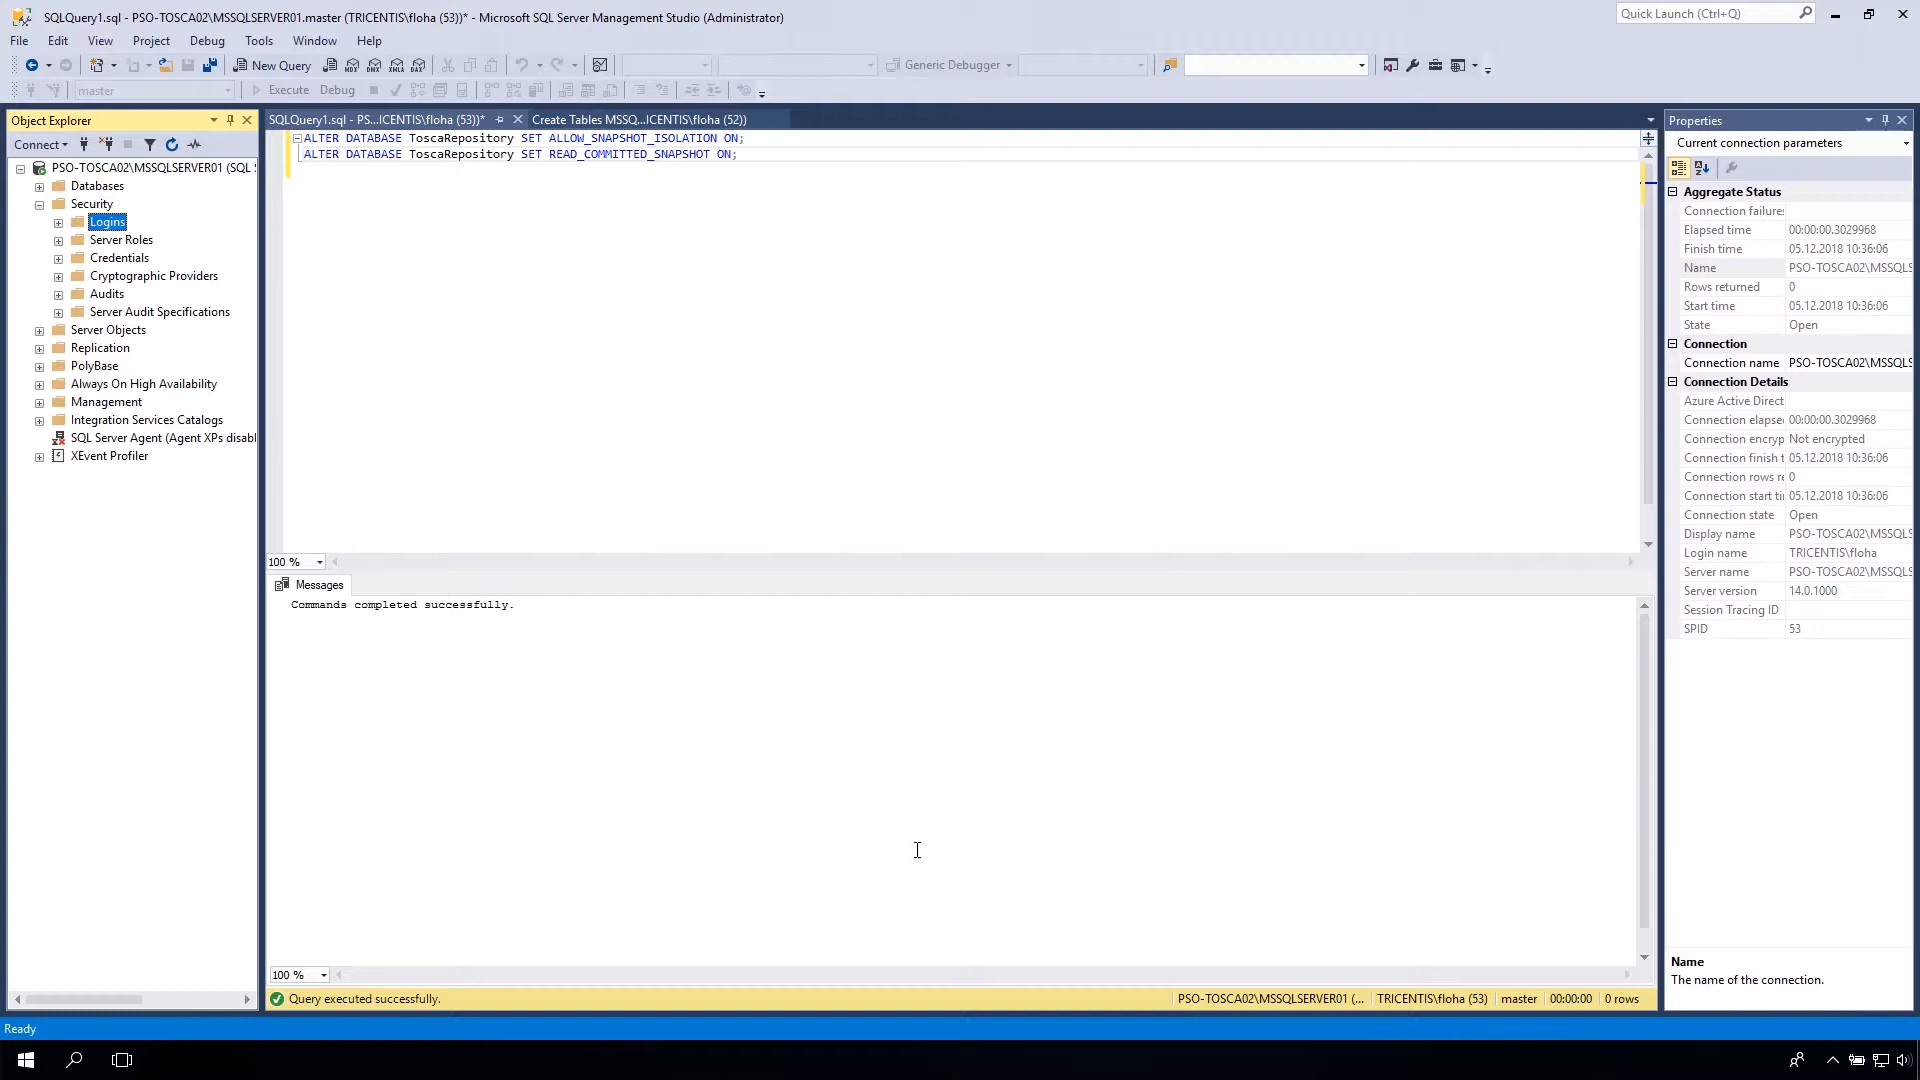 SQLQuery1.sql - PSO-TOSCA02\MSSQLSERVER01.master (TRICENTIS\floha (53))* - Microsoft SQL Server Management Studio (Administrator)
Quick Launch (Ctrl+Q)
File Edit View Project Debug Tools Window Help
New Query
MDX DMX XMLA DAX
Generic Debugger
master
Execute Debug
Object Explorer
Connect
PSO-TOSCA02\MSSQLSERVER01 (SQL
Databases
Security
Logins
Server Roles
Credentials
Cryptographic Providers
Audits
Server Audit Specifications
Server Objects
Replication
PolyBase
Always On High Availability
Management
Integration Services Catalogs
SQL Server Agent (Agent XPs disabl
XEvent Profiler
SQLQuery1.sql - PS...ICENTIS\floha (53))*
Create Tables MSSQ...ICENTIS\floha (52))
ALTER DATABASE ToscaRepository SET ALLOW_SNAPSHOT_ISOLATION ON;
ALTER DATABASE ToscaRepository SET READ_COMMITTED_SNAPSHOT ON;
100 %
Messages
Commands completed successfully.
100 %
Query executed successfully.
PSO-TOSCA02\MSSQLSERVER01 (...
TRICENTIS\floha (53)
master
00:00:00
0 rows
Properties
Current connection parameters
Aggregate Status
Connection failure:
Elapsed time 00:00:00.3029968
Finish time 05.12.2018 10:36:06
Name PSO-TOSCA02\MSSQLS
Rows returned 0
Start time 05.12.2018 10:36:06
State Open
Connection
Connection name PSO-TOSCA02\MSSQLS
Connection Details
Azure Active Direct
Connection elapse 00:00:00.3029968
Connection encryp Not encrypted
Connection finish t 05.12.2018 10:36:06
Connection rows re 0
Connection start ti 05.12.2018 10:36:06
Connection state Open
Display name PSO-TOSCA02\MSSQLS
Login name TRICENTIS\floha
Server name PSO-TOSCA02\MSSQLS
Server version 14.0.1000
Session Tracing ID
SPID 53
Name
The name of the connection.
Ready